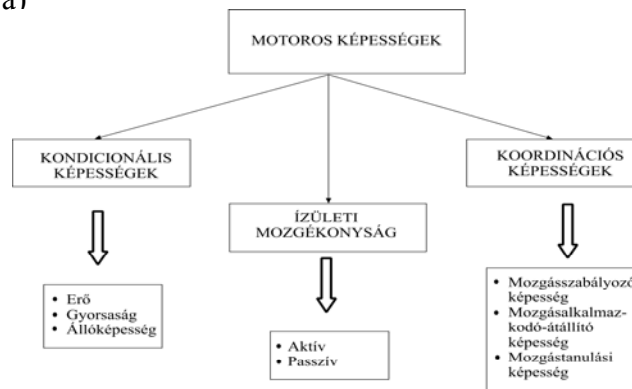 a)
MOTOROS KÉPESSÉGEK
KONDICIONÁLIS
KÉPESSÉGEK
ÍZÜLETI
MOZGÉKONYSÁG
KOORDINÁCIÓS
KÉPESSÉGEK
• Erő
• Gyorsaság
• Állóképesség
• Aktív
• Passzív
• Mozgásszabályozó
képesség
• Mozgásalkalmaz-
kodó-átállító
képesség
• Mozgástanulási
képesség